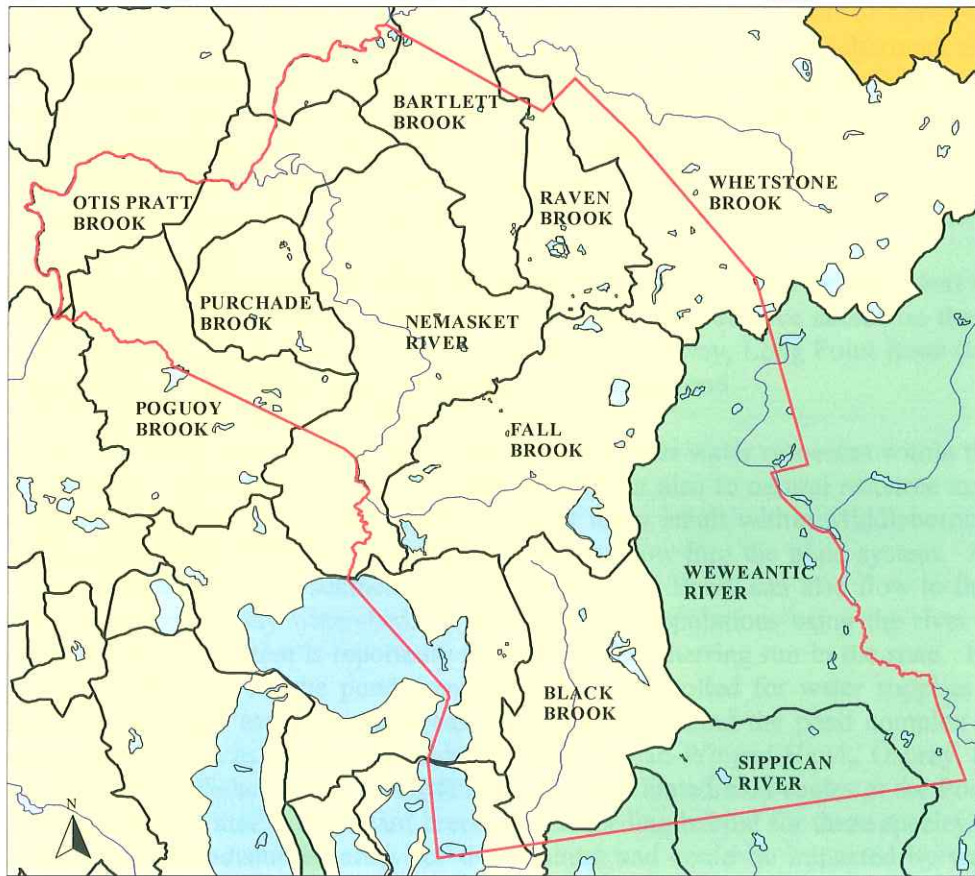 BARTLETT
BROOK
OTIS PRATT
BROOK
RAVEN
BROOK
WHETSTONE
BROOK
PURCHADE
BROOK
NEMASKET
RIVER
POGUOY
BROOK
FALL
BROOK
WEWEANTIC
RIVER
BLACK
BROOK
SIPPICAN
RIVER
N